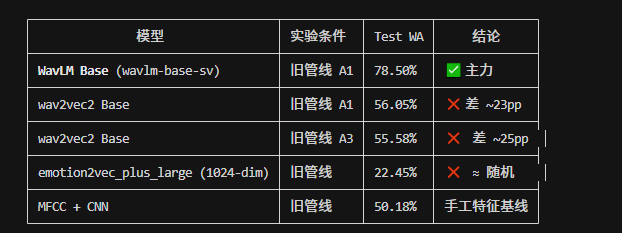 模型 实验条件 Test WA 结论
WavLM Base (wavlm-base-sv) 旧管线 A1 78.50% ✅ 主力
wav2vec2 Base 旧管线 A1 56.05% ❌ 差 ~23pp
wav2vec2 Base 旧管线 A3 55.58% ❌ 差 ~25pp
emotion2vec_plus_large (1024-dim) 旧管线 22.45% ❌ ≈ 随机
MFCC + CNN 旧管线 50.18% 手工特征基线